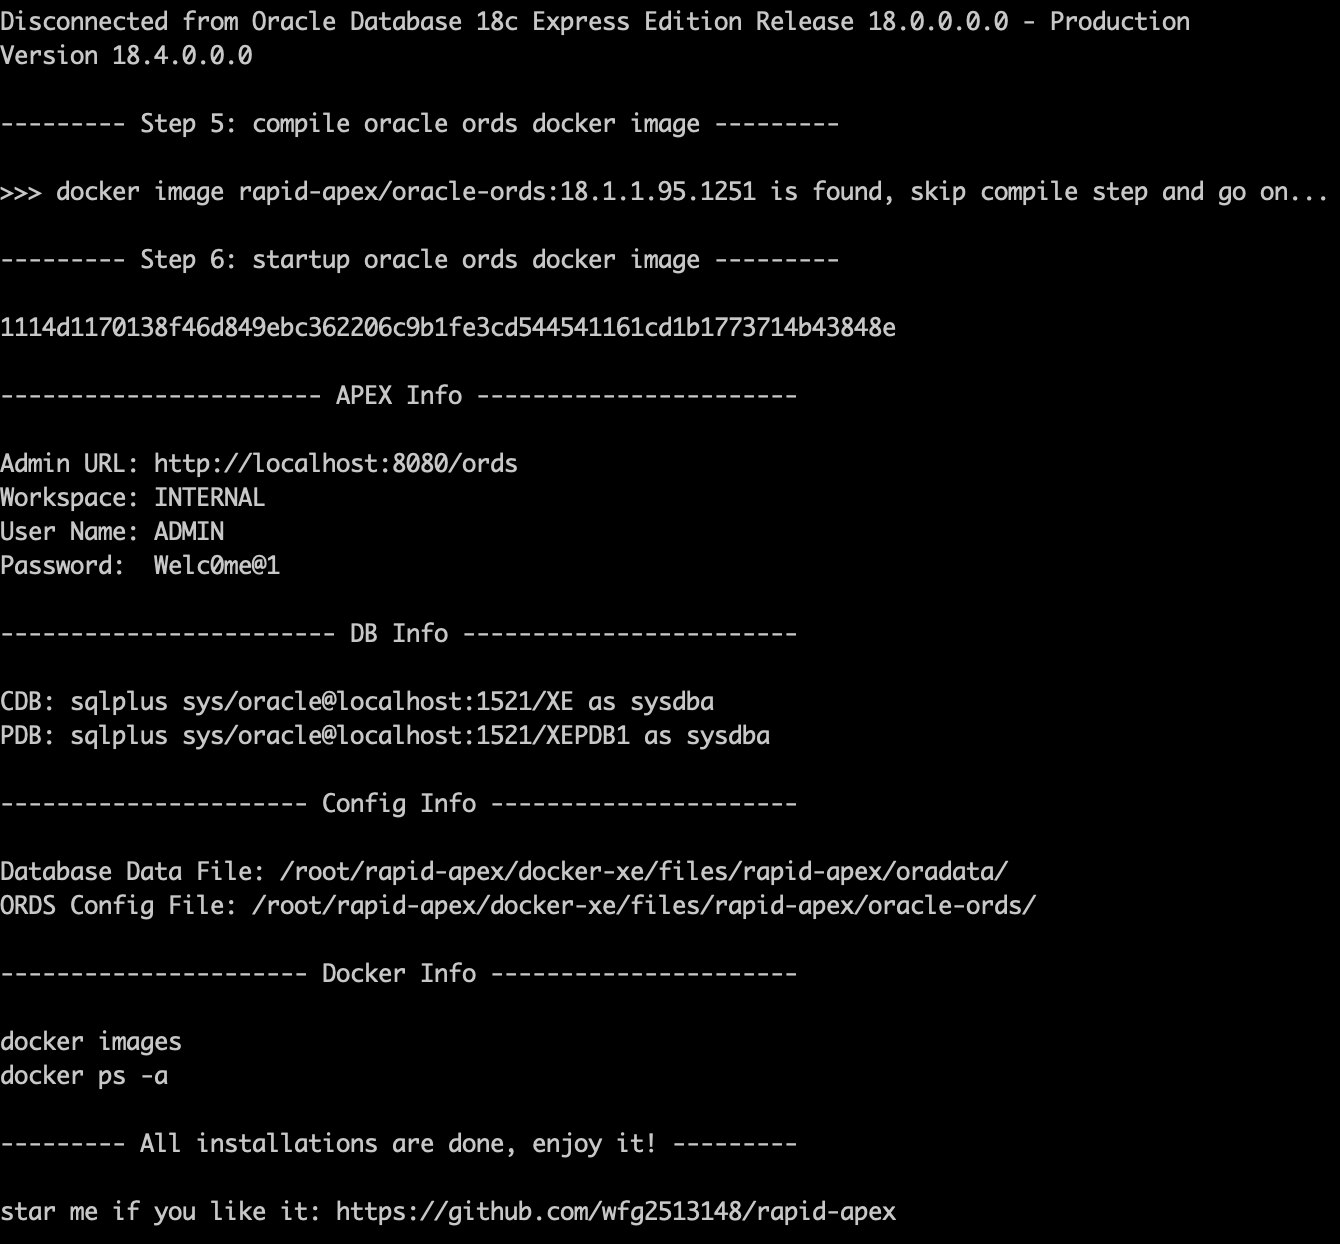 Disconnected from Oracle Database 18c Express Edition Release 18.0.0.0.0 - Production
Version 18.4.0.0.0
--------- Step 5: compile oracle ords docker image ---------
>>> docker image rapid-apex/oracle-ords:18.1.1.95.1251 is found, skip compile step and go on...
--------- Step 6: startup oracle ords docker image ---------
1114d1170138f46d849ebc362206c9b1fe3cd544541161cd1b1773714b43848e
----------------------- APEX Info -----------------------
Admin URL: http://localhost:8080/ords
Workspace: INTERNAL
User Name: ADMIN
Password:  Welc0me@1
------------------------ DB Info ------------------------
CDB: sqlplus sys/oracle@localhost:1521/XE as sysdba
PDB: sqlplus sys/oracle@localhost:1521/XEPDB1 as sysdba
---------------------- Config Info ----------------------
Database Data File: /root/rapid-apex/docker-xe/files/rapid-apex/oradata/
ORDS Config File: /root/rapid-apex/docker-xe/files/rapid-apex/oracle-ords/
---------------------- Docker Info ----------------------
docker images
docker ps -a
--------- All installations are done, enjoy it! ---------
star me if you like it: https://github.com/wfg2513148/rapid-apex